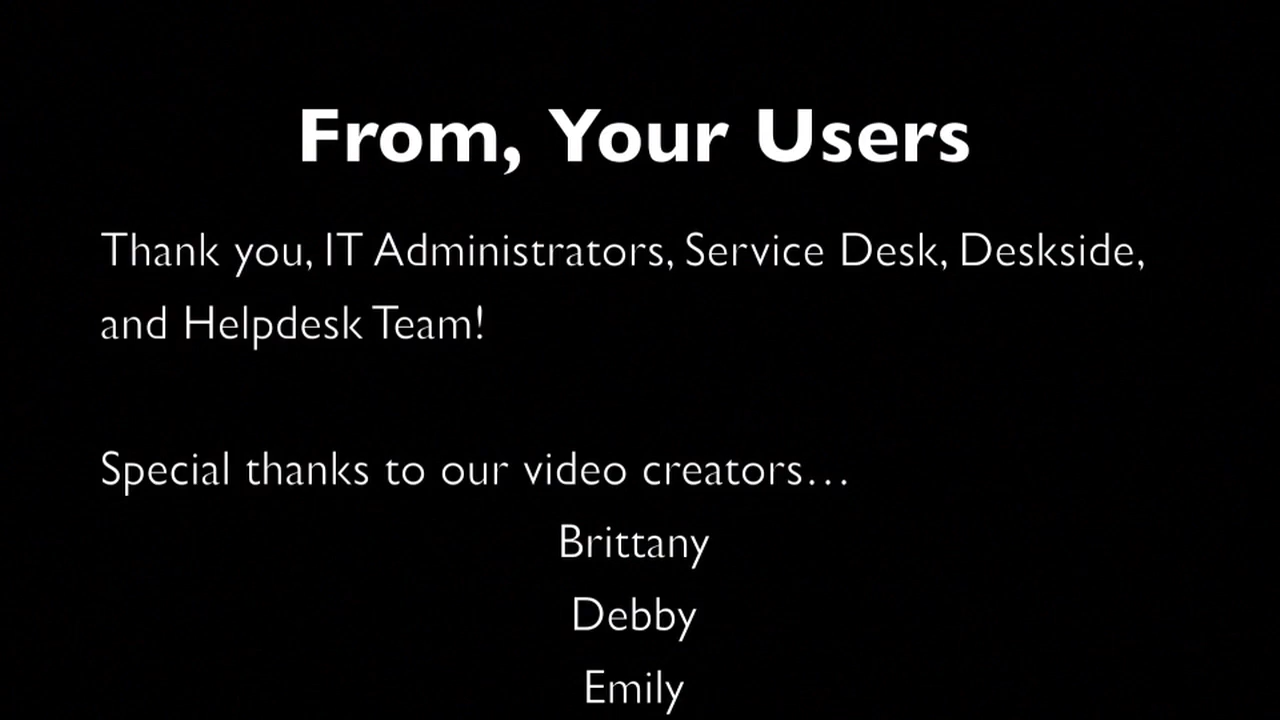 From, Your Users
Thank you, IT Administrators, Service Desk, Deskside,
and Helpdesk Team!
Special thanks to our video creators…
Brittany
Debby
Emily